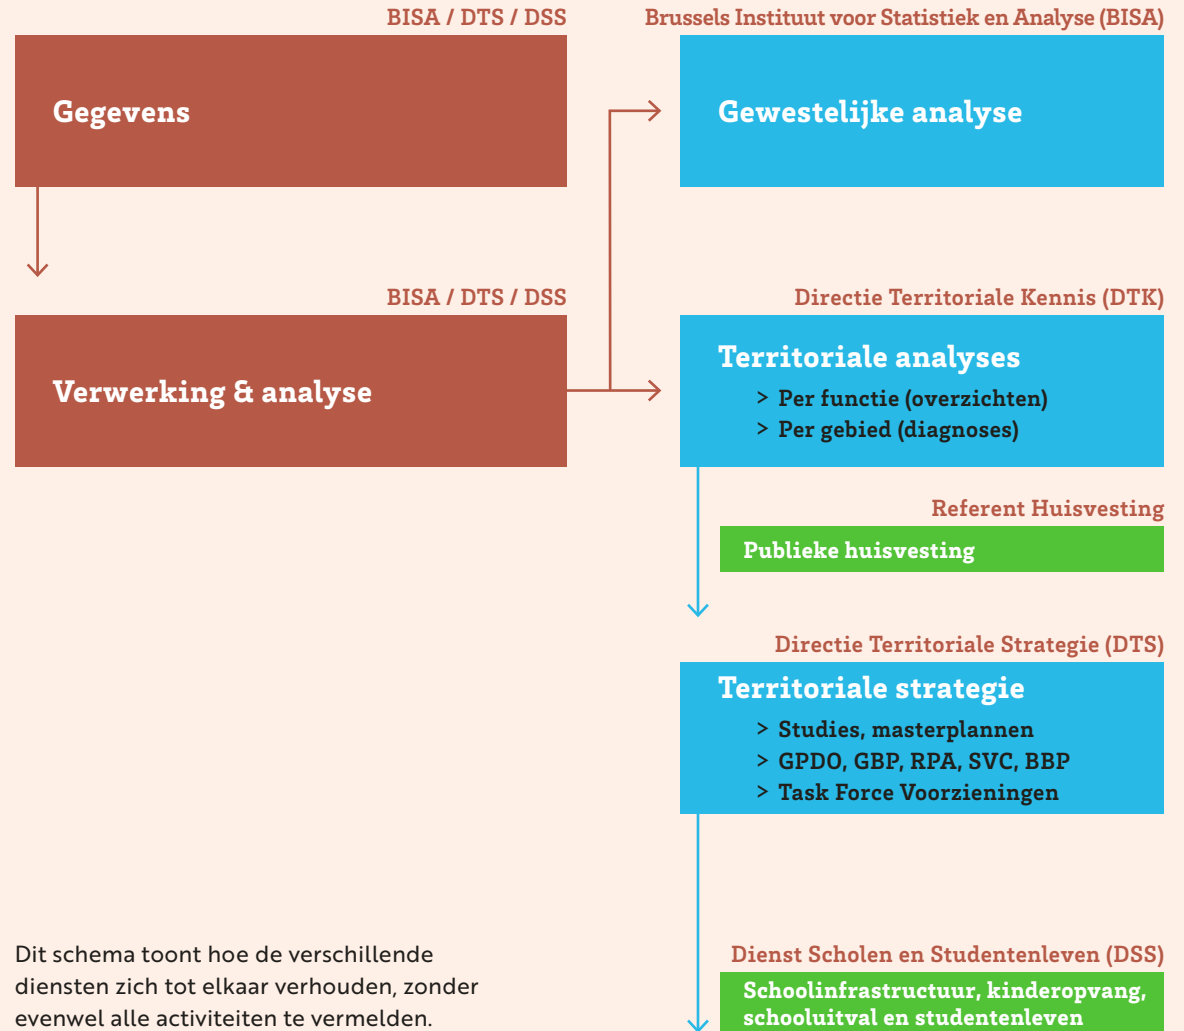 BISA / DTS / DSS
Gegevens
Brussels Instituut voor Statistiek en Analyse (BISA)
Gewestelijke analyse
BISA / DTS / DSS
Verwerking & analyse
Directie Territoriale Kennis (DTK)
Territoriale analyses
> Per functie (overzichten)
> Per gebied (diagnoses)
Referent Huisvesting
Publieke huisvesting
Directie Territoriale Strategie (DTS)
Territoriale strategie
> Studies, masterplannen
> GPDO, GBP, RPA, SVC, BBP
> Task Force Voorzieningen
Dienst Scholen en Studentenleven (DSS)
Schoolinfrastructuur, kinderopvang,
schooluitval en studentenleven
Dit schema toont hoe de verschillende
diensten zich tot elkaar verhouden, zonder
evenwel alle activiteiten te vermelden.